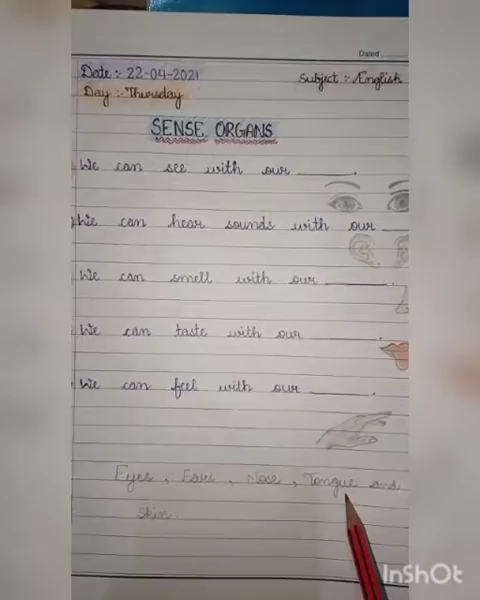 Dated
Date :- 22-04-2021 Subject :- English
Day :- Thursday
SENSE ORGANS
We can see with our ______.
We can hear sounds with our ___
We can smell with our ______.
We can taste with our ______
We can feel with our ______.
Eyes, Ears, Nose, Tongue and
skin.
InShOt